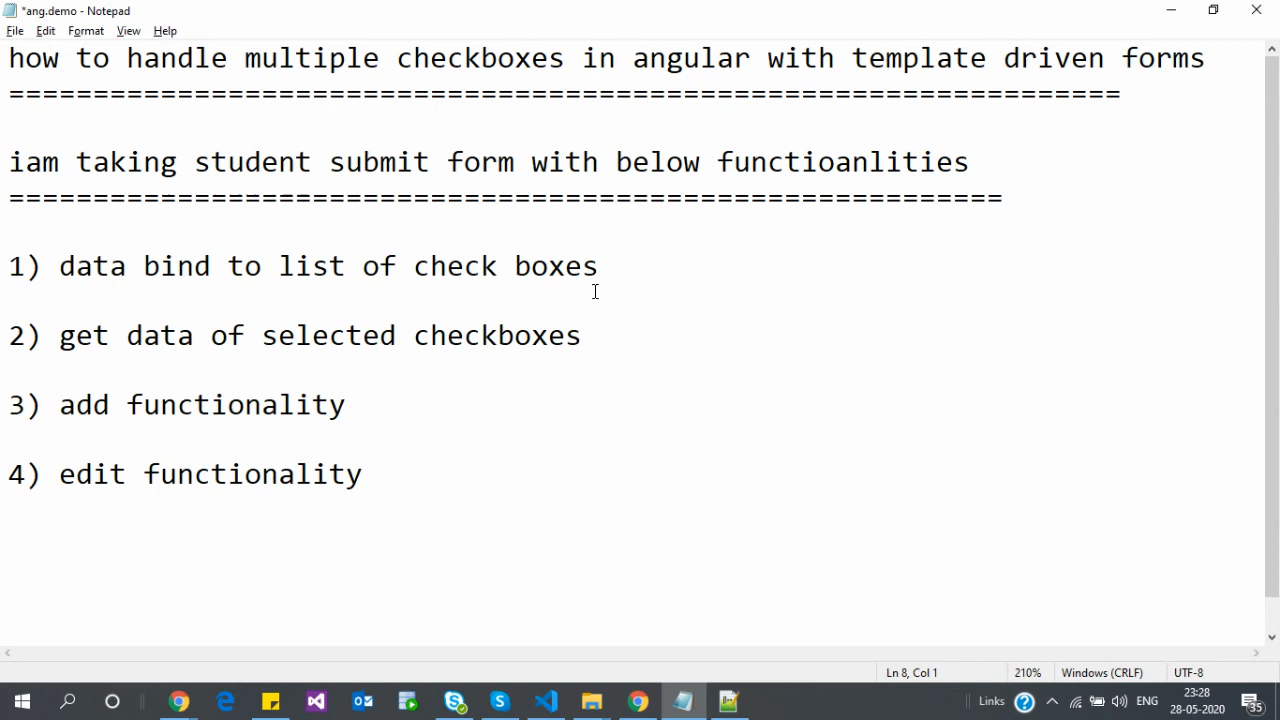 *ang.demo - Notepad
File Edit Format View Help
how to handle multiple checkboxes in angular with template driven forms
==================================================================
iam taking student submit form with below functioanlities
===========================================================
1) data bind to list of check boxes
2) get data of selected checkboxes
3) add functionality
4) edit functionality
Ln 8, Col 1 210% Windows (CRLF) UTF-8
Links ENG 23:28
28-05-2020 35